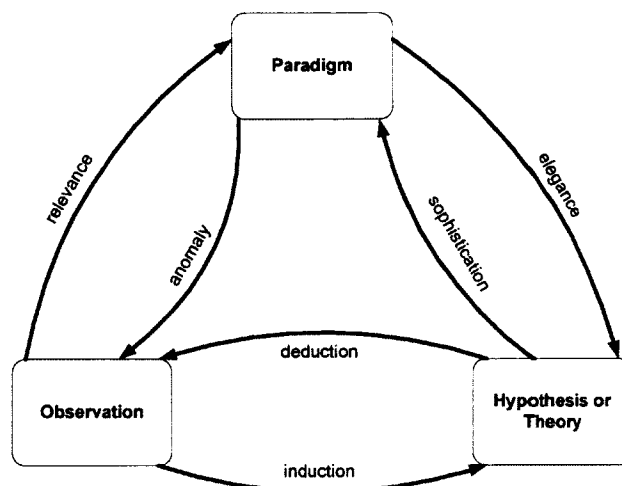 Paradigm
relevance
anomaly
sophistication
elegance
deduction
Observation
Hypothesis or
Theory
induction